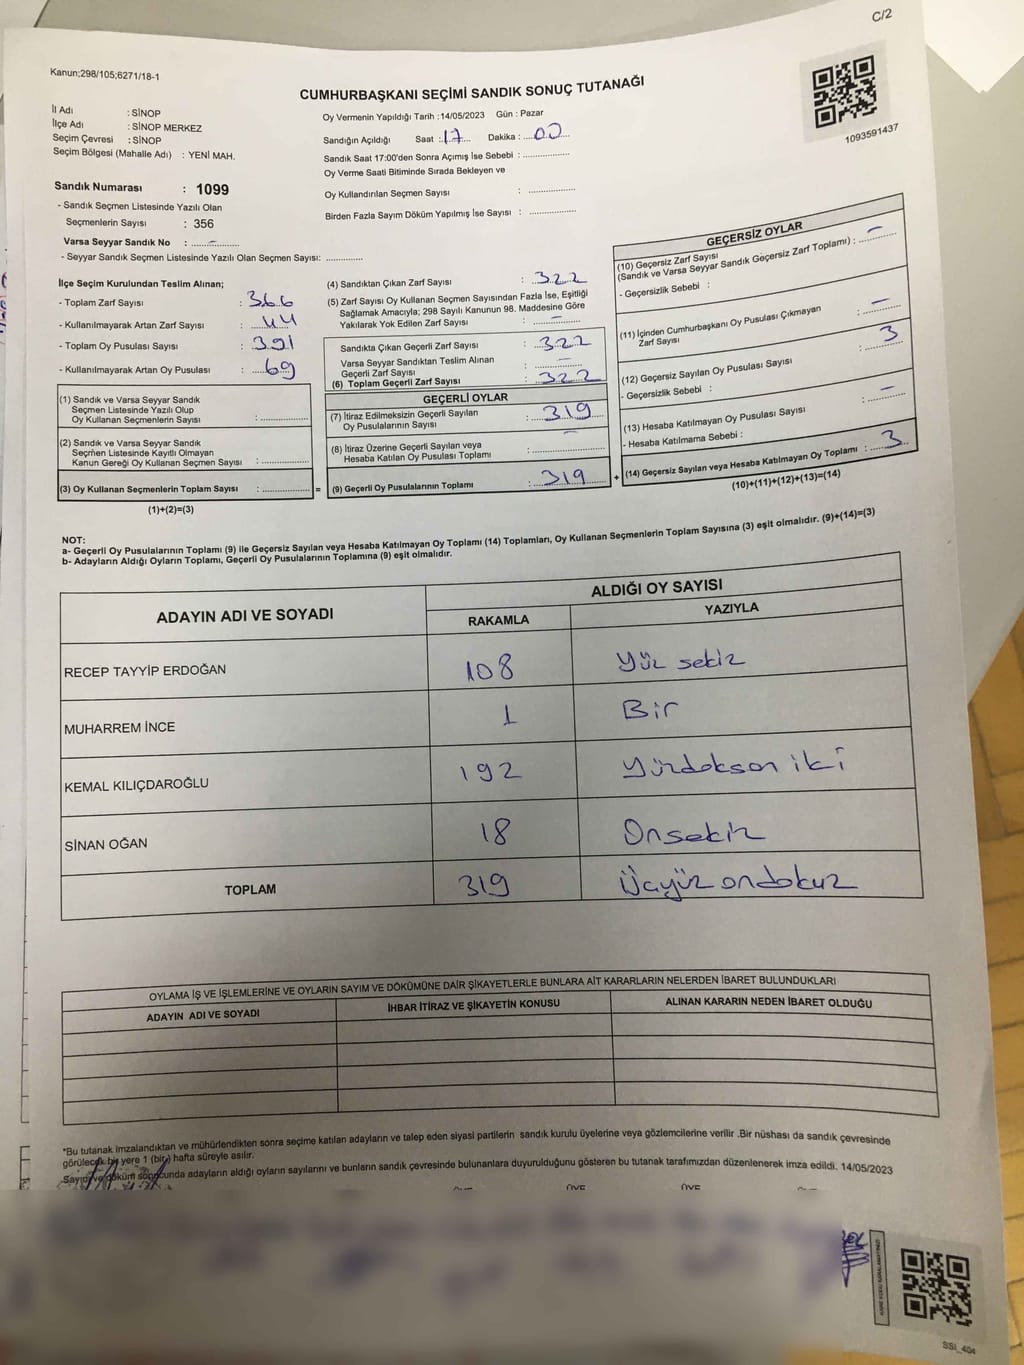 C/2
Kanun;298/105;6271/18-1
CUMHURBAŞKANI SEÇİMİ SANDIK SONUÇ TUTANAĞI
1093591437
İl Adı : SİNOP
İlçe Adı : SİNOP MERKEZ
Seçim Çevresi : SİNOP
Seçim Bölgesi (Mahalle Adı) : YENİ MAH.
Oy Vermenin Yapıldığı Tarih :14/05/2023 Gün : Pazar
Sandığın Açıldığı Saat :17 Dakika : 00
Sandık Saat 17:00'den Sonra Açımış İse Sebebi :
Oy Verme Saati Bitiminde Sırada Bekleyen ve
Oy Kullandırılan Seçmen Sayısı :
Birden Fazla Sayım Döküm Yapılmış İse Sayısı :
Sandık Numarası : 1099
- Sandık Seçmen Listesinde Yazılı Olan
Seçmenlerin Sayısı : 356
Varsa Seyyar Sandık No : -
- Seyyar Sandık Seçmen Listesinde Yazılı Olan Seçmen Sayısı:
İlçe Seçim Kurulundan Teslim Alınan;
- Toplam Zarf Sayısı : 366
- Kullanılmayarak Artan Zarf Sayısı : 44
- Toplam Oy Pusulası Sayısı : 391
- Kullanılmayarak Artan Oy Pusulası : 69
(1) Sandık ve Varsa Seyyar Sandık
Seçmen Listesinde Yazılı Olup
Oy Kullanan Seçmenlerin Sayısı :
(2) Sandık ve Varsa Seyyar Sandık
Seçmen Listesinde Kayıtlı Olmayan
Kanun Gereği Oy Kullanan Seçmen Sayısı :
(3) Oy Kullanan Seçmenlerin Toplam Sayısı : =
(1)+(2)=(3)
(4) Sandıktan Çıkan Zarf Sayısı : 322
(5) Zarf Sayısı Oy Kullanan Seçmen Sayısından Fazla İse, Eşitliği
Sağlamak Amacıyla; 298 Sayılı Kanunun 98. Maddesine Göre
Yakılarak Yok Edilen Zarf Sayısı : -
Sandıkta Çıkan Geçerli Zarf Sayısı : 322
Varsa Seyyar Sandıktan Teslim Alınan
Geçerli Zarf Sayısı : -
(6) Toplam Geçerli Zarf Sayısı : 322
GEÇERLİ OYLAR
(7) İtiraz Edilmeksizin Geçerli Sayılan
Oy Pusulalarının Sayısı : 319
(8) İtiraz Üzerine Geçerli Sayılan veya
Hesaba Katılan Oy Pusulası Toplamı : -
(9) Geçerli Oy Pusulalarının Toplamı : 319 +
GEÇERSİZ OYLAR
(10) Geçersiz Zarf Sayısı
(Sandık ve Varsa Seyyar Sandık Geçersiz Zarf Toplamı) : -
- Geçersizlik Sebebi :
(11) İçinden Cumhurbaşkanı Oy Pusulası Çıkmayan
Zarf Sayısı : -
(12) Geçersiz Sayılan Oy Pusulası Sayısı : 3
- Geçersizlik Sebebi :
(13) Hesaba Katılmayan Oy Pusulası Sayısı : -
- Hesaba Katılmama Sebebi :
(14) Geçersiz Sayılan veya Hesaba Katılmayan Oy Toplamı : 3
(10)+(11)+(12)+(13)=(14)
NOT:
a- Geçerli Oy Pusulalarının Toplamı (9) ile Geçersiz Sayılan veya Hesaba Katılmayan Oy Toplamı (14) Toplamları, Oy Kullanan Seçmenlerin Toplam Sayısına (3) eşit olmalıdır. (9)+(14)=(3)
b- Adayların Aldığı Oyların Toplamı, Geçerli Oy Pusulalarının Toplamına (9) eşit olmalıdır.
ADAYIN ADI VE SOYADI ALDIĞI OY SAYISI
RAKAMLA YAZIYLA
RECEP TAYYİP ERDOĞAN 108 Yüz sekiz
MUHARREM İNCE 1 Bir
KEMAL KILIÇDAROĞLU 192 Yüzdoksan iki
SİNAN OĞAN 18 Onsekiz
TOPLAM 319 Üçyüz ondokuz
OYLAMA İŞ VE İŞLEMLERİNE VE OYLARIN SAYIM VE DÖKÜMÜNE DAİR ŞİKAYETLERLE BUNLARA AİT KARARLARIN NELERDEN İBARET BULUNDUKLARI
ADAYIN ADI VE SOYADI İHBAR İTİRAZ VE ŞİKAYETİN KONUSU ALINAN KARARIN NEDEN İBARET OLDUĞU
*Bu tutanak imzalandıktan ve mühürlendikten sonra seçime katılan adayların ve talep eden siyasi partilerin sandık kurulu üyelerine veya gözlemcilerine verilir .Bir nüshası da sandık çevresinde
görülecek bir yere 1 (bir) hafta süreyle asılır.
Sayım ve döküm sonucunda adayların aldığı oyların sayılarını ve bunların sandık çevresinde bulunanlara duyurulduğunu gösteren bu tutanak tarafımızdan düzenlenerek imza edildi. 14/05/2023
ÜYE ÜYE
SSI_404